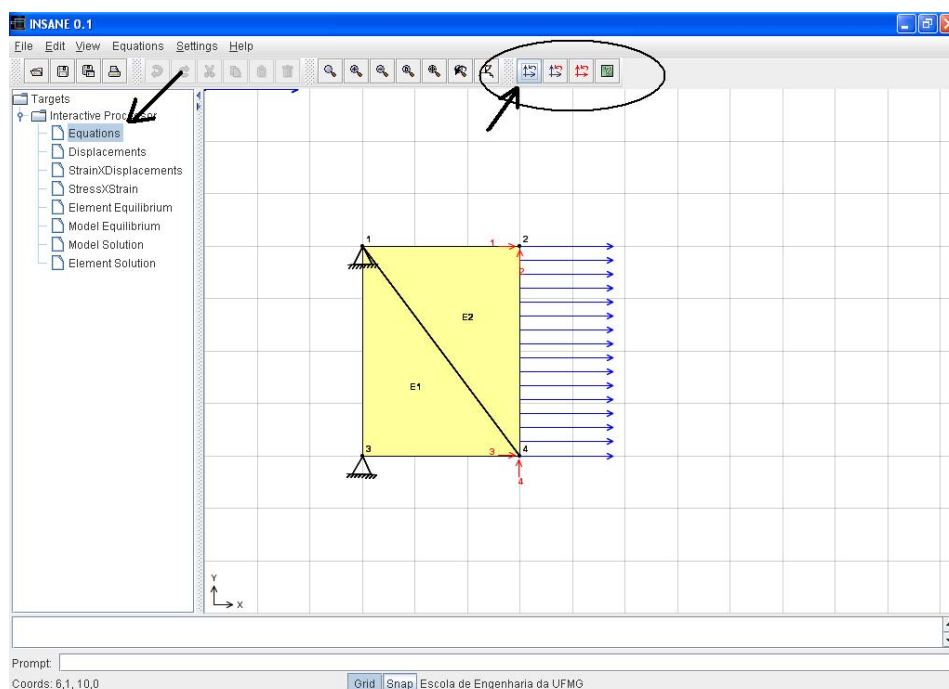 INSANE 0.1
File Edit View Equations Settings Help
Targets
Interactive Processor
Equations
Displacements
StrainXDisplacements
StressXStrain
Element Equilibrium
Model Equilibrium
Model Solution
Element Solution
1 1 2
2
E2
E1
3 3 4
4
Y
X
Prompt:
Coords: 6,1, 10,0 Grid Snap Escola de Engenharia da UFMG